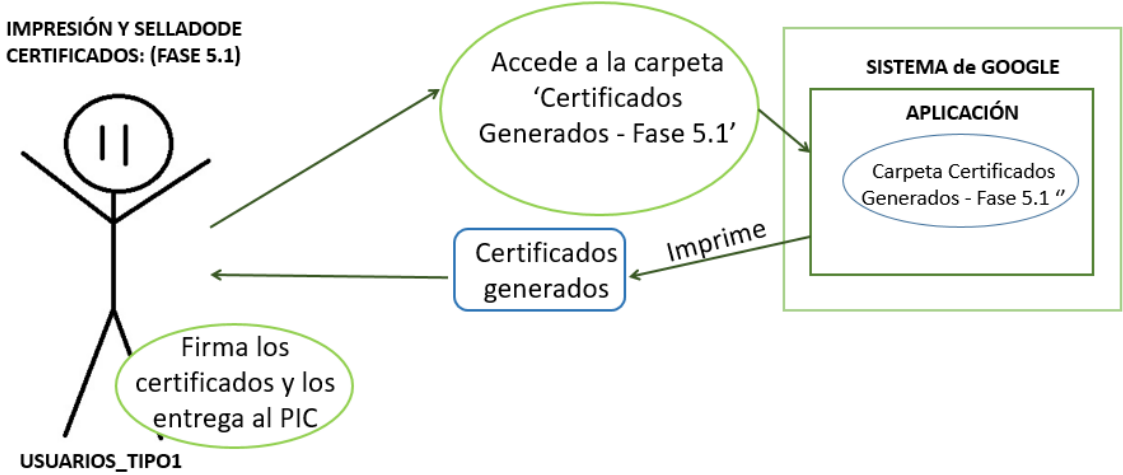 IMPRESIÓN Y SELLADODE
CERTIFICADOS: (FASE 5.1)
Accede a la carpeta
‘Certificados
Generados - Fase 5.1’
SISTEMA de GOOGLE
APLICACIÓN
Carpeta Certificados
Generados - Fase 5.1 ‘’
Imprime
Certificados
generados
Firma los
certificados y los
entrega al PIC
USUARIOS_TIPO1